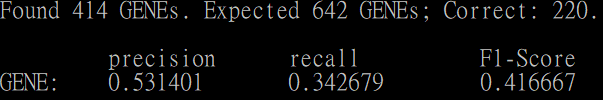 Found 414 GENEs. Expected 642 GENEs; Correct: 220.
precision recall F1-Score
GENE: 0.531401 0.342679 0.416667